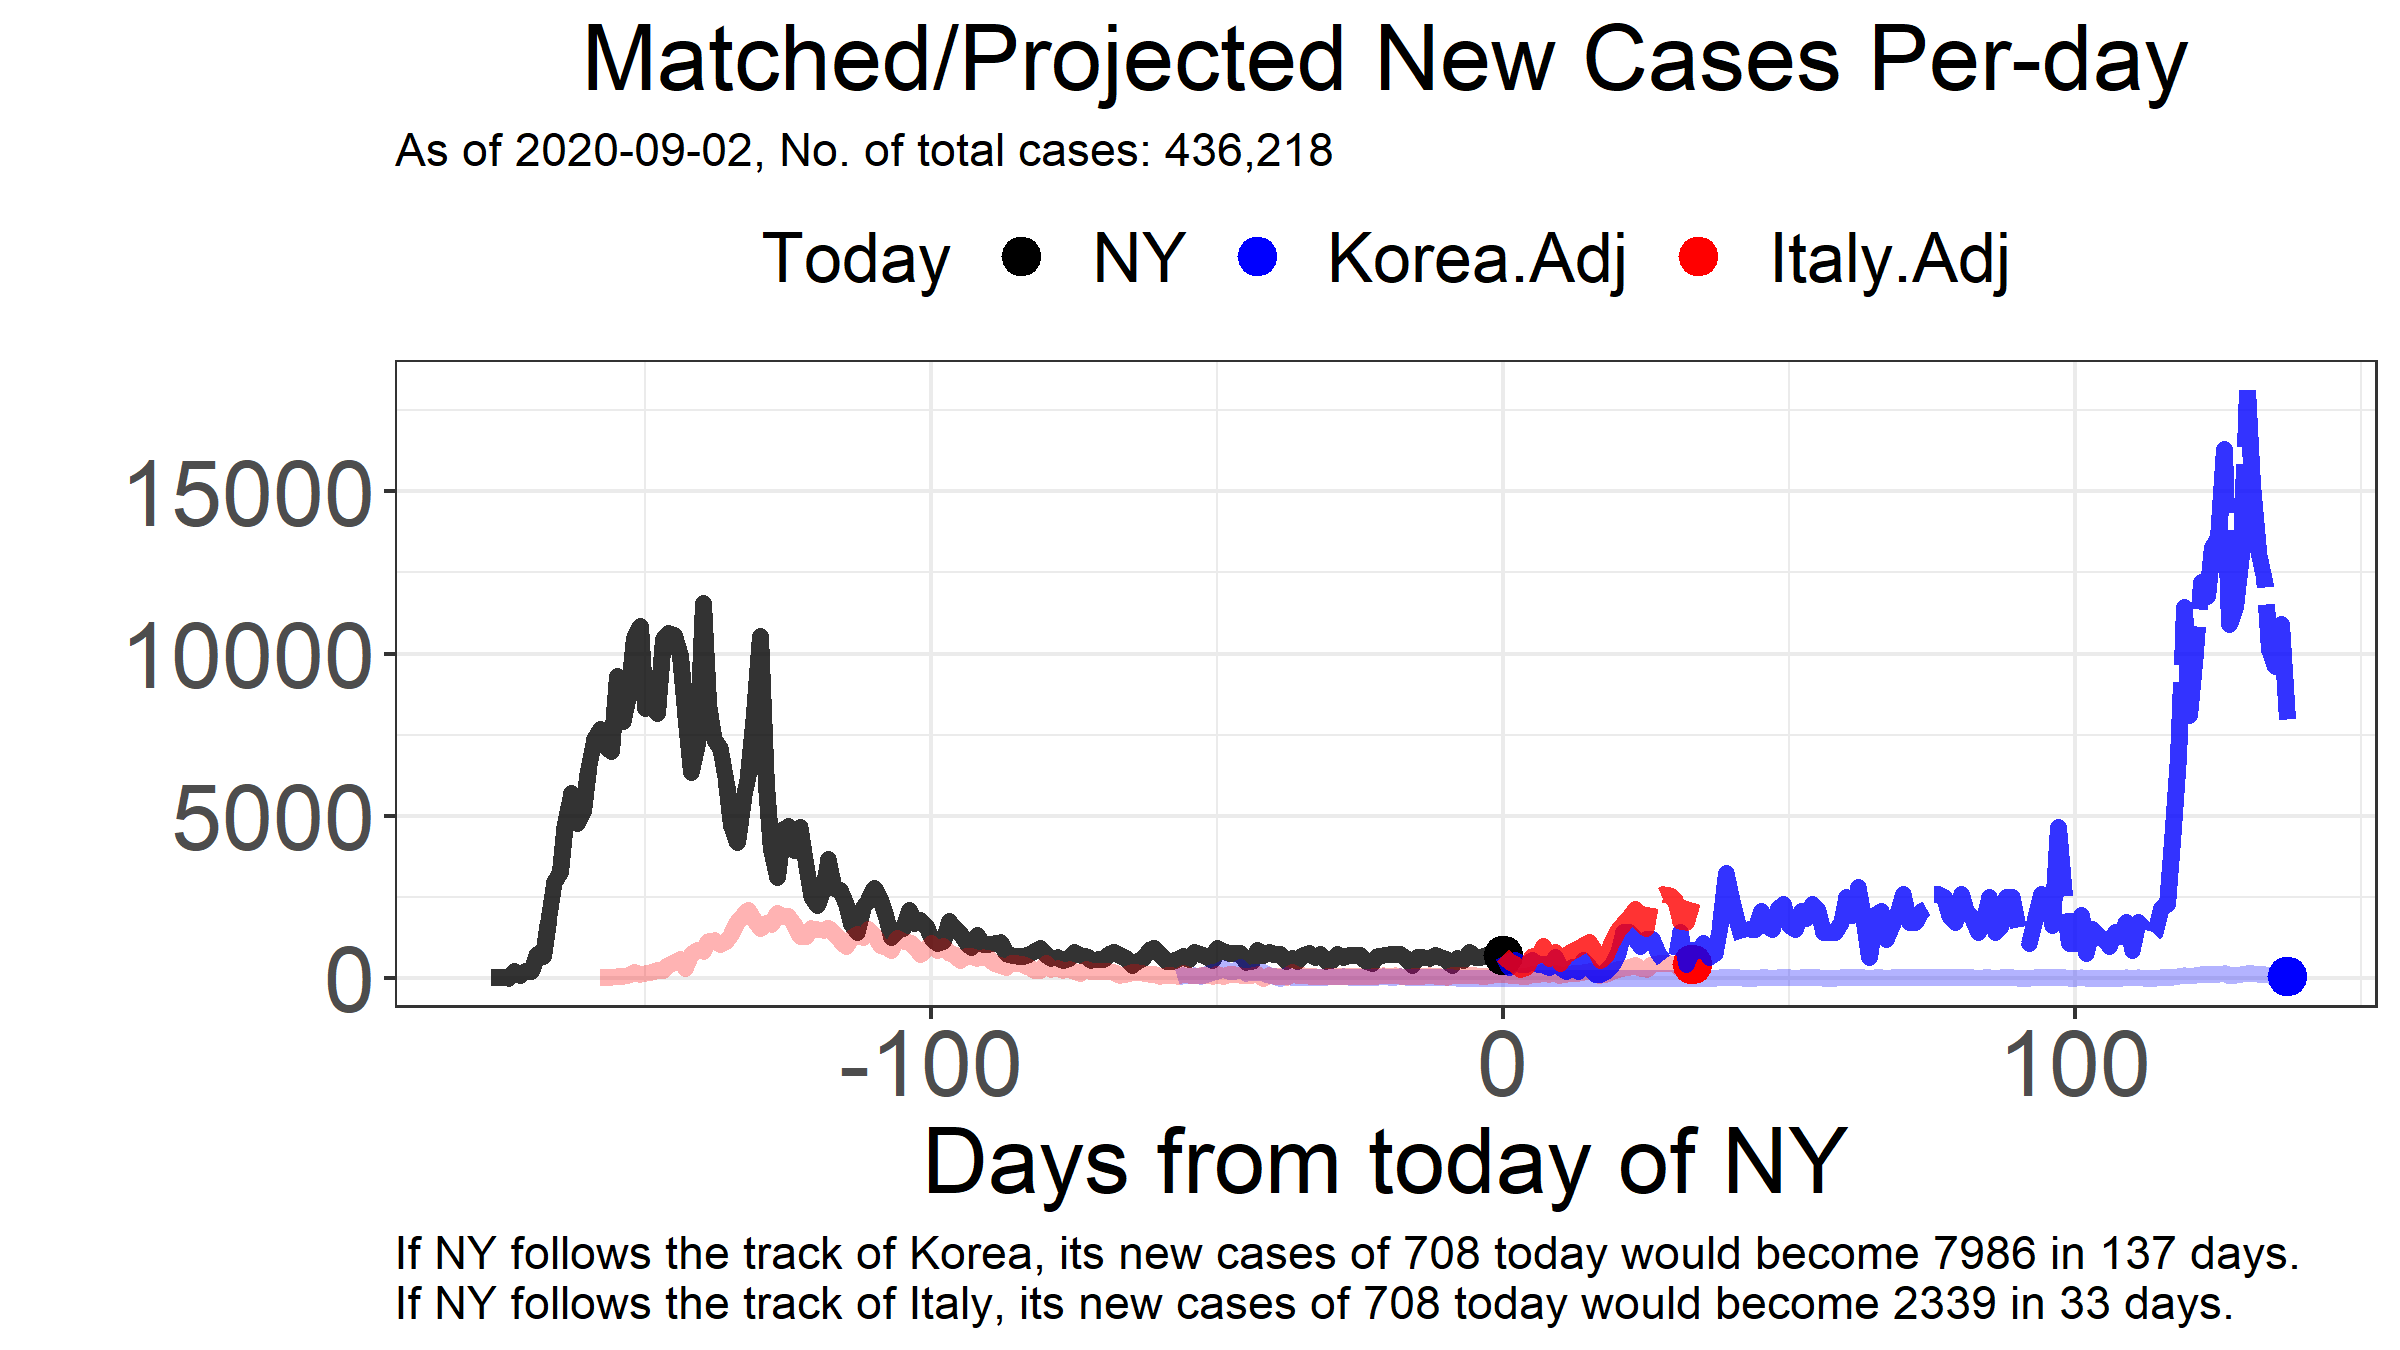 Matched/Projected New Cases Per-day
As of 2020-09-02, No. of total cases: 436,218
Today NY Korea.Adj Italy.Adj
15000
10000
5000
0
-100 0 100
Days from today of NY
If NY follows the track of Korea, its new cases of 708 today would become 7986 in 137 days.
If NY follows the track of Italy, its new cases of 708 today would become 2339 in 33 days.